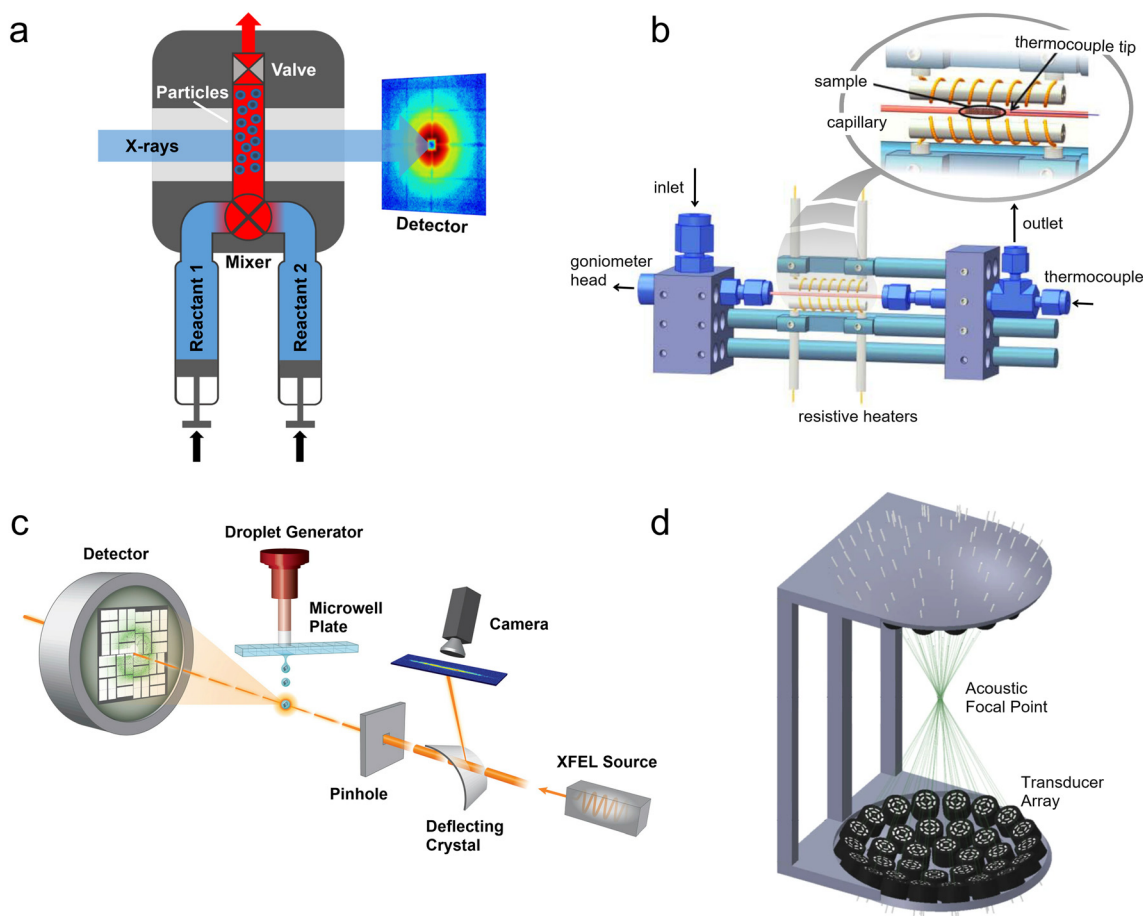 a
Valve
Particles
X-rays
Detector
Mixer
Reactant 1
Reactant 2
b
thermocouple tip
sample
capillary
inlet
outlet
goniometer
head
thermocouple
resistive heaters
c
Droplet Generator
Detector
Microwell
Plate
Camera
XFEL Source
Pinhole
Deflecting
Crystal
d
Acoustic
Focal Point
Transducer
Array